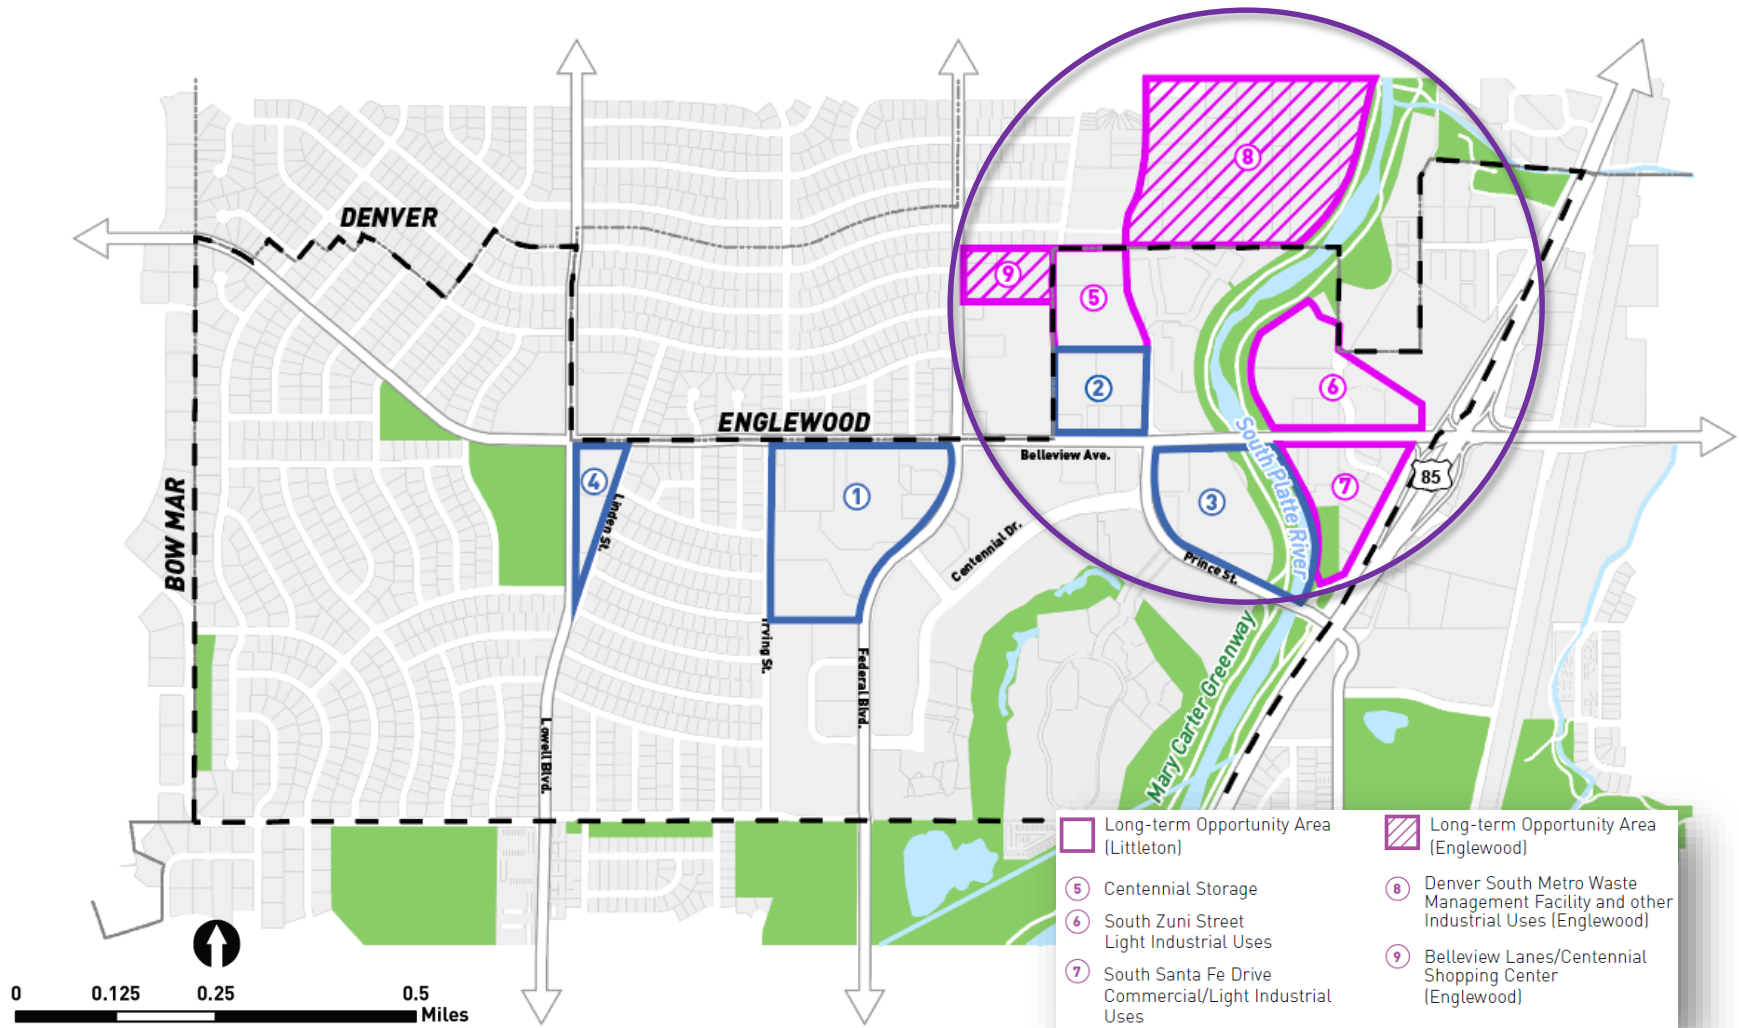 DENVER
8
9
5
6
2
ENGLEWOOD
Belleview Ave.
South Platte River
85
7
4
1
3
Linden St.
BOW MAR
Centennial Dr.
Prince St.
Irving St.
Federal Blvd.
Lowell Blvd.
Mary Carter Greenway
Long-term Opportunity Area
(Littleton)
5 Centennial Storage
6 South Zuni Street
Light Industrial Uses
7 South Santa Fe Drive
Commercial/Light Industrial
Uses
Long-term Opportunity Area
(Englewood)
8 Denver South Metro Waste
Management Facility and other
Industrial Uses (Englewood)
9 Belleview Lanes/Centennial
Shopping Center
(Englewood)
0 0.125 0.25 0.5
Miles